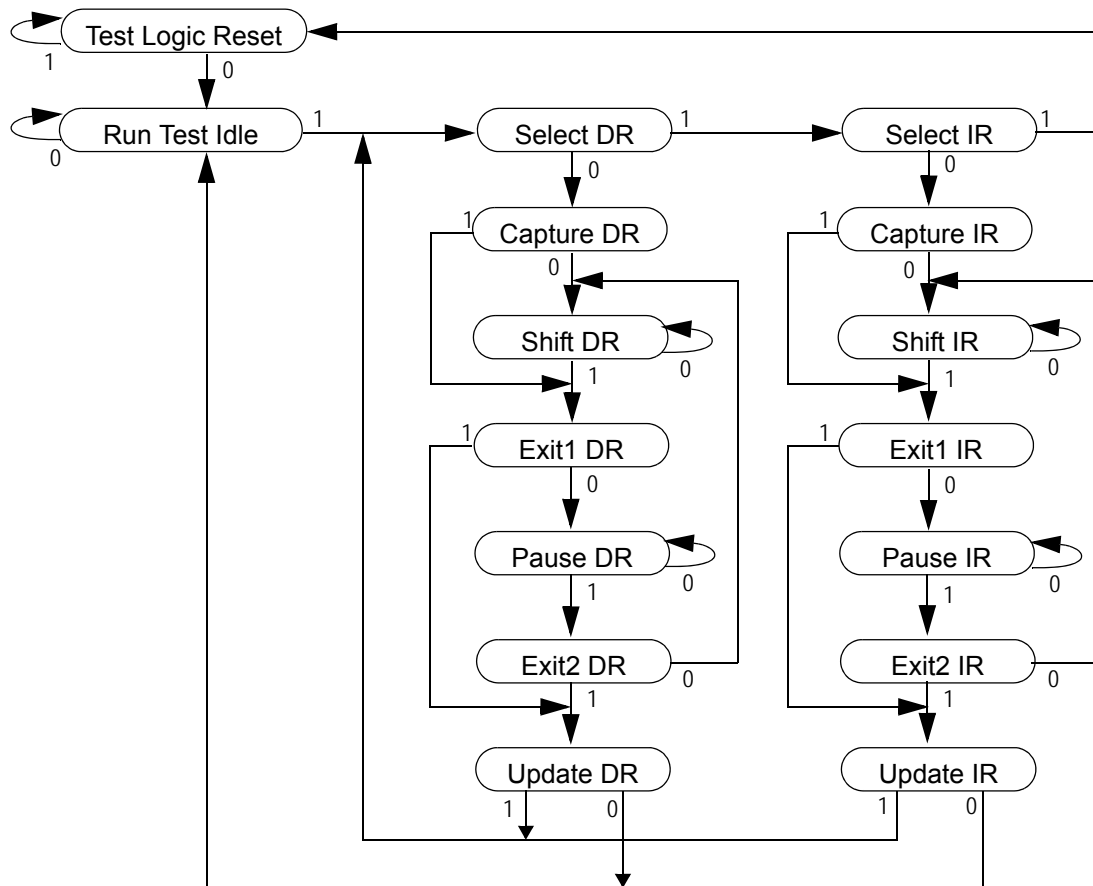 Test Logic Reset
1
0
Run Test Idle
0
1
Select DR
1
0
Select IR
1
0
1
Capture DR
0
1
Capture IR
0
Shift DR
0
1
Shift IR
0
1
1
Exit1 DR
0
1
Exit1 IR
0
Pause DR
0
1
Pause IR
0
1
Exit2 DR
0
1
Exit2 IR
0
1
Update DR
1
0
Update IR
1
0